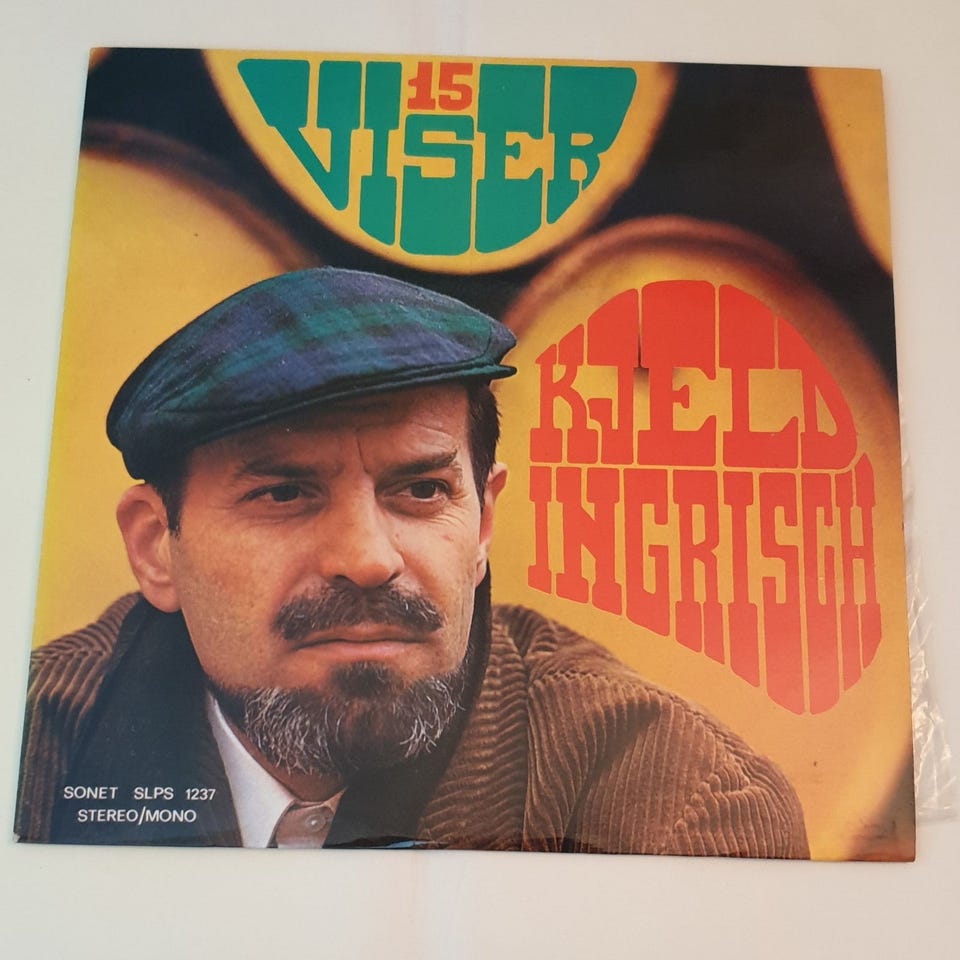 15
VISER
KJELD
INGRISCH
SONET SLPS 1237
STEREO/MONO